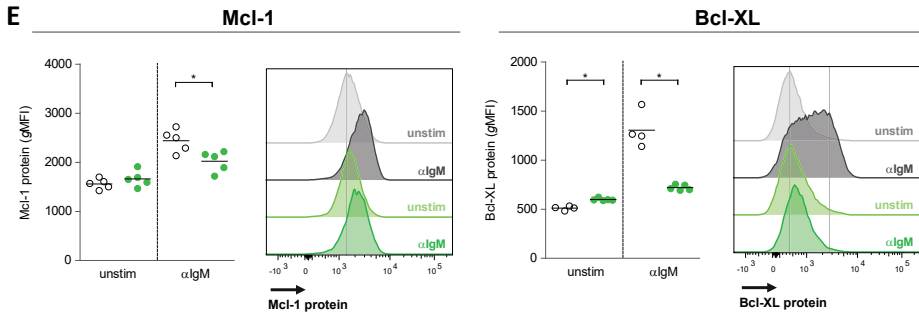 E
Mcl-1
Bcl-XL
Mcl-1 protein (gMFI)
4000
3000
2000
1000
0
*
unstim
αIgM
unstim
αIgM
unstim
αIgM
-10³ 0 10³ 10⁴ 10⁵
Mcl-1 protein
Bcl-XL protein (gMFI)
2000
1500
1000
500
0
*
*
unstim
αIgM
unstim
αIgM
unstim
αIgM
-10³ 0 10³ 10⁴ 10⁵
Bcl-XL protein